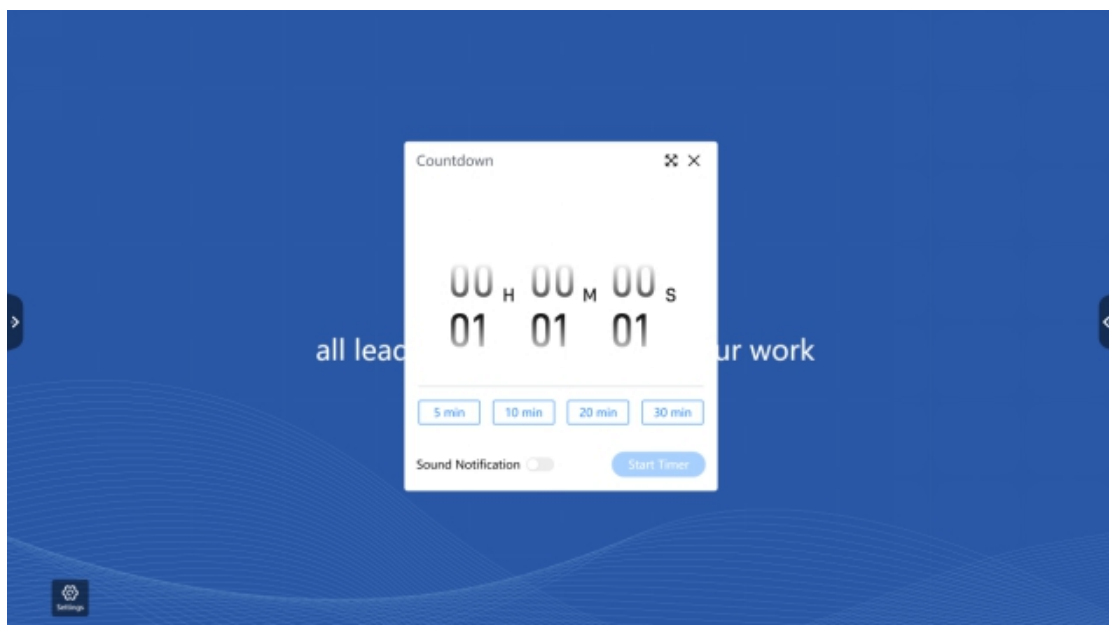 Countdown
00 H 00 M 00 S
01 01 01
all lead ur work
5 min 10 min 20 min 30 min
Sound Notification Start Timer
Settings